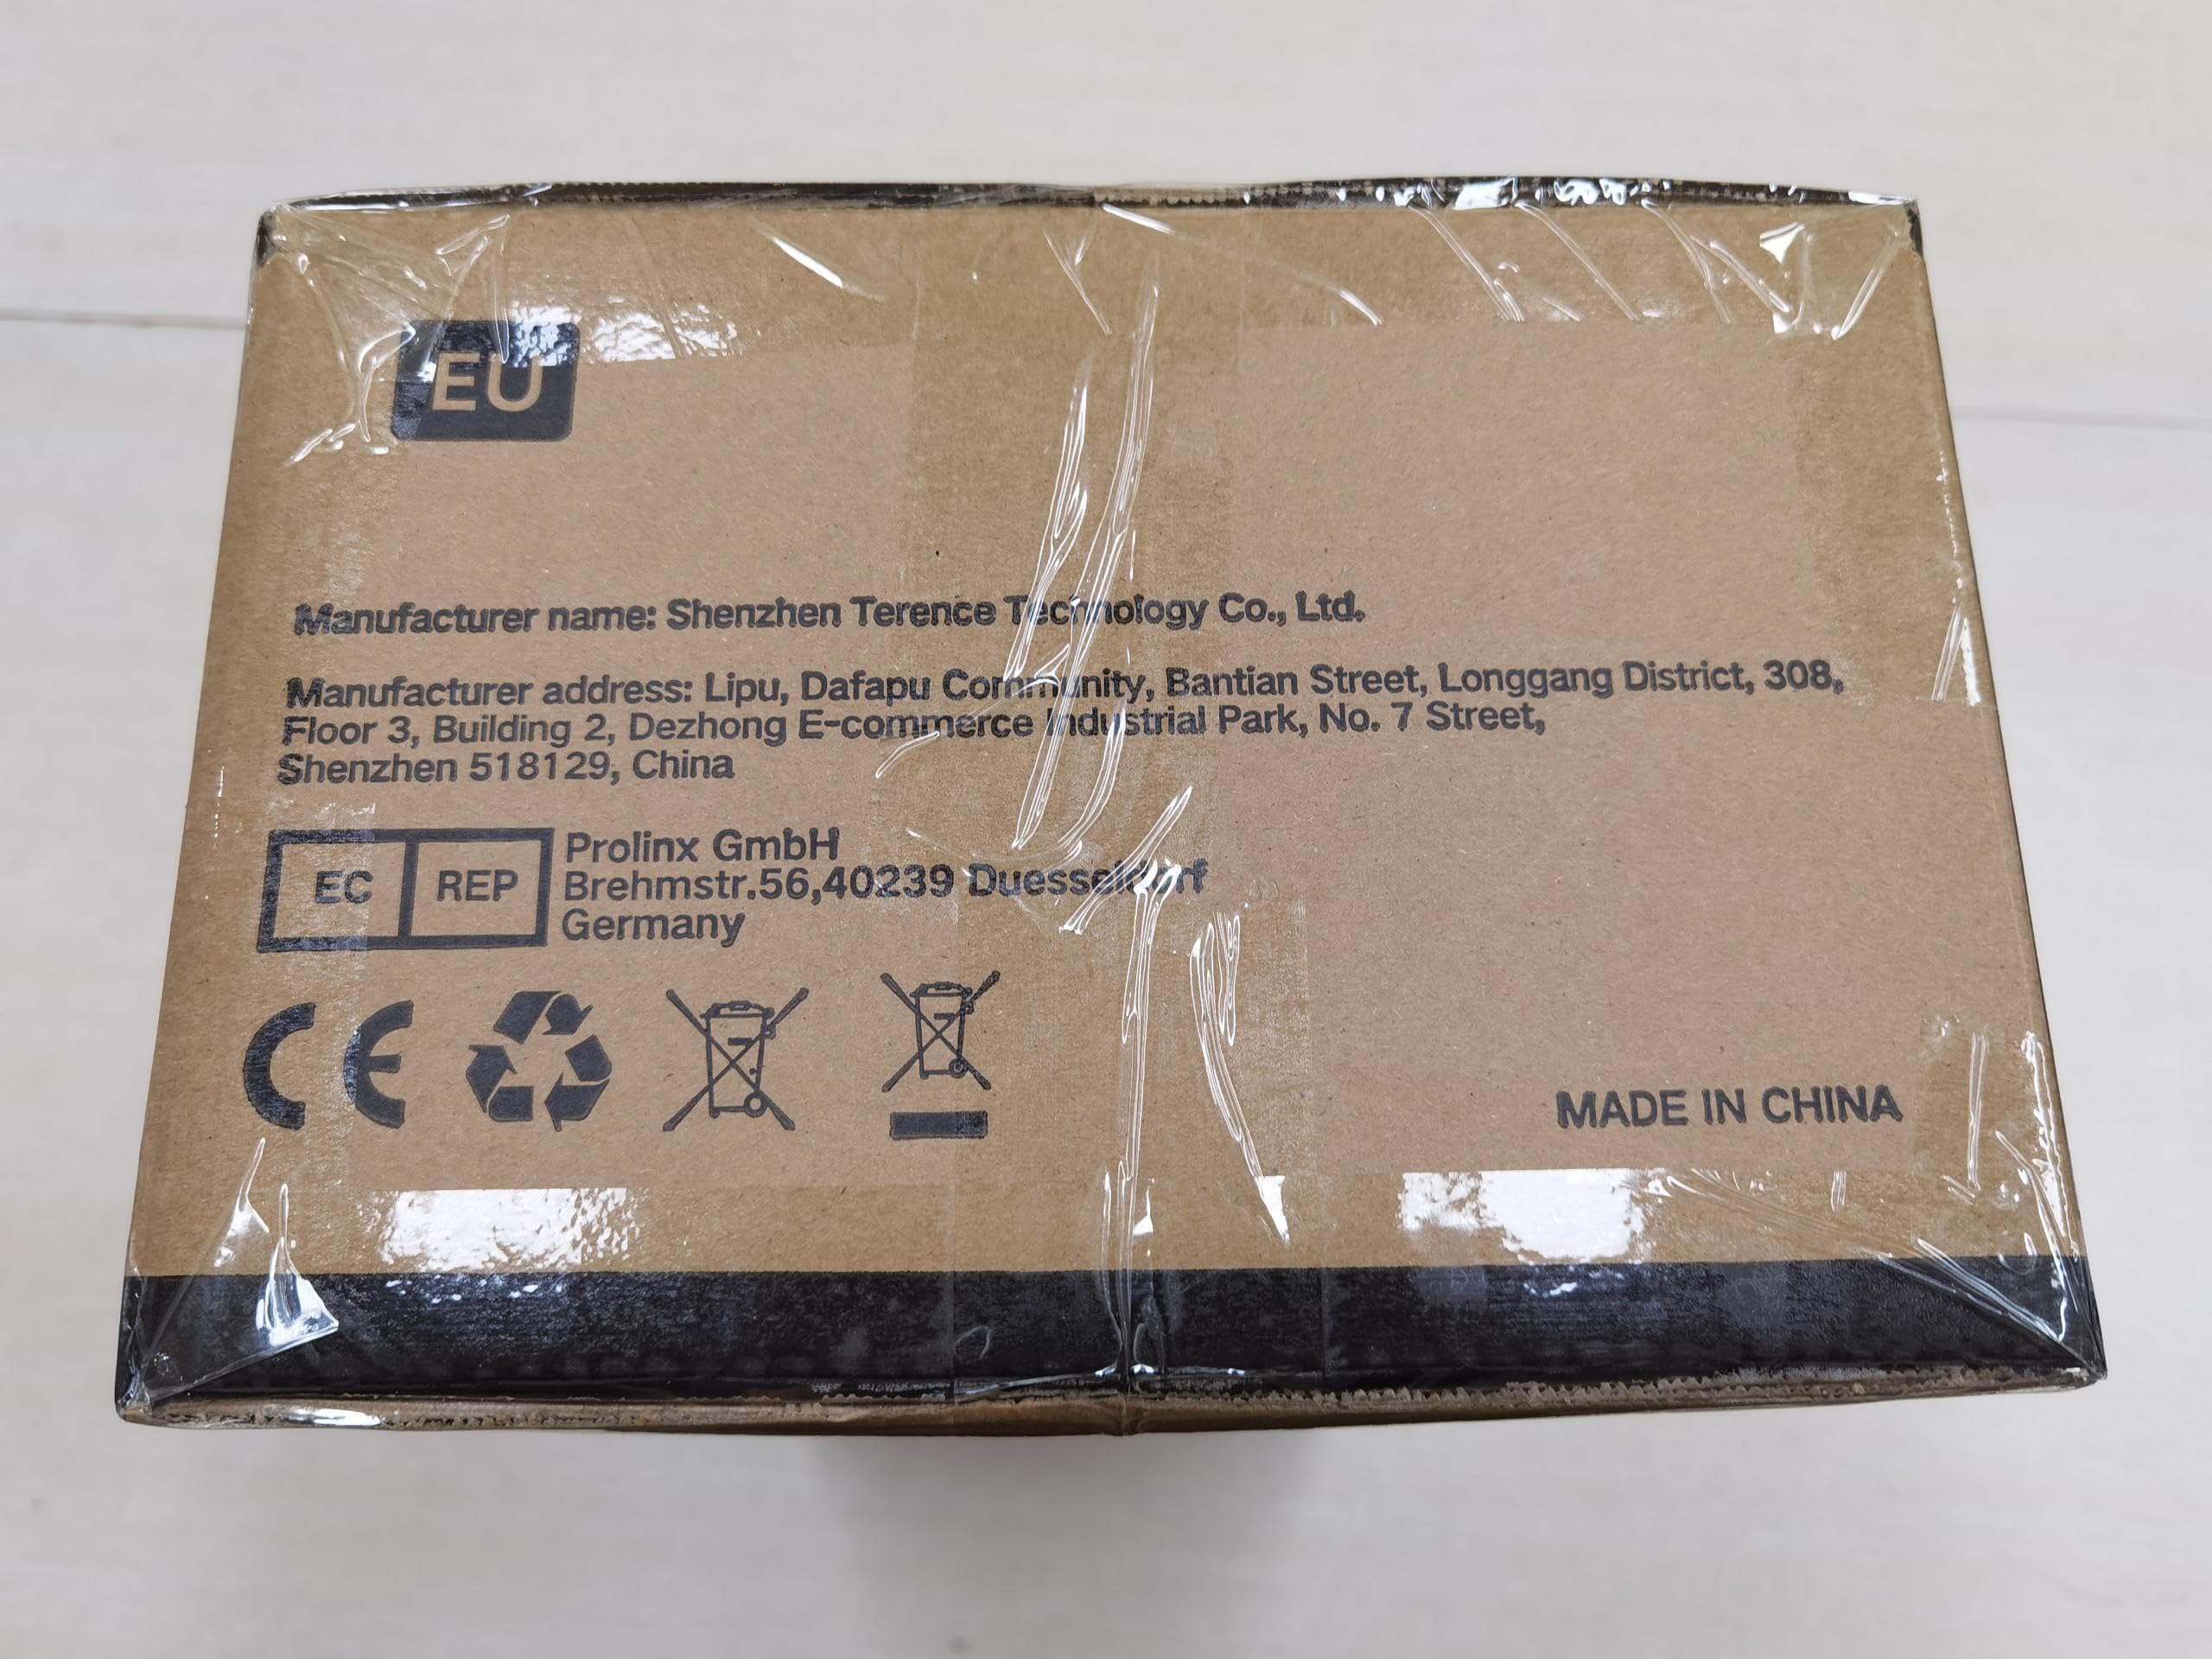 EU
Manufacturer name: Shenzhen Terence Technology Co., Ltd.
Manufacturer address: Lipu, Dafapu Community, Bantian Street, Longgang District, 308,
Floor 3, Building 2, Dezhong E-commerce Industrial Park, No. 7 Street,
Shenzhen 518129, China
EC REP
Prolinx GmbH
Brehmstr.56,40239 Duesseldorf
Germany
CE
MADE IN CHINA